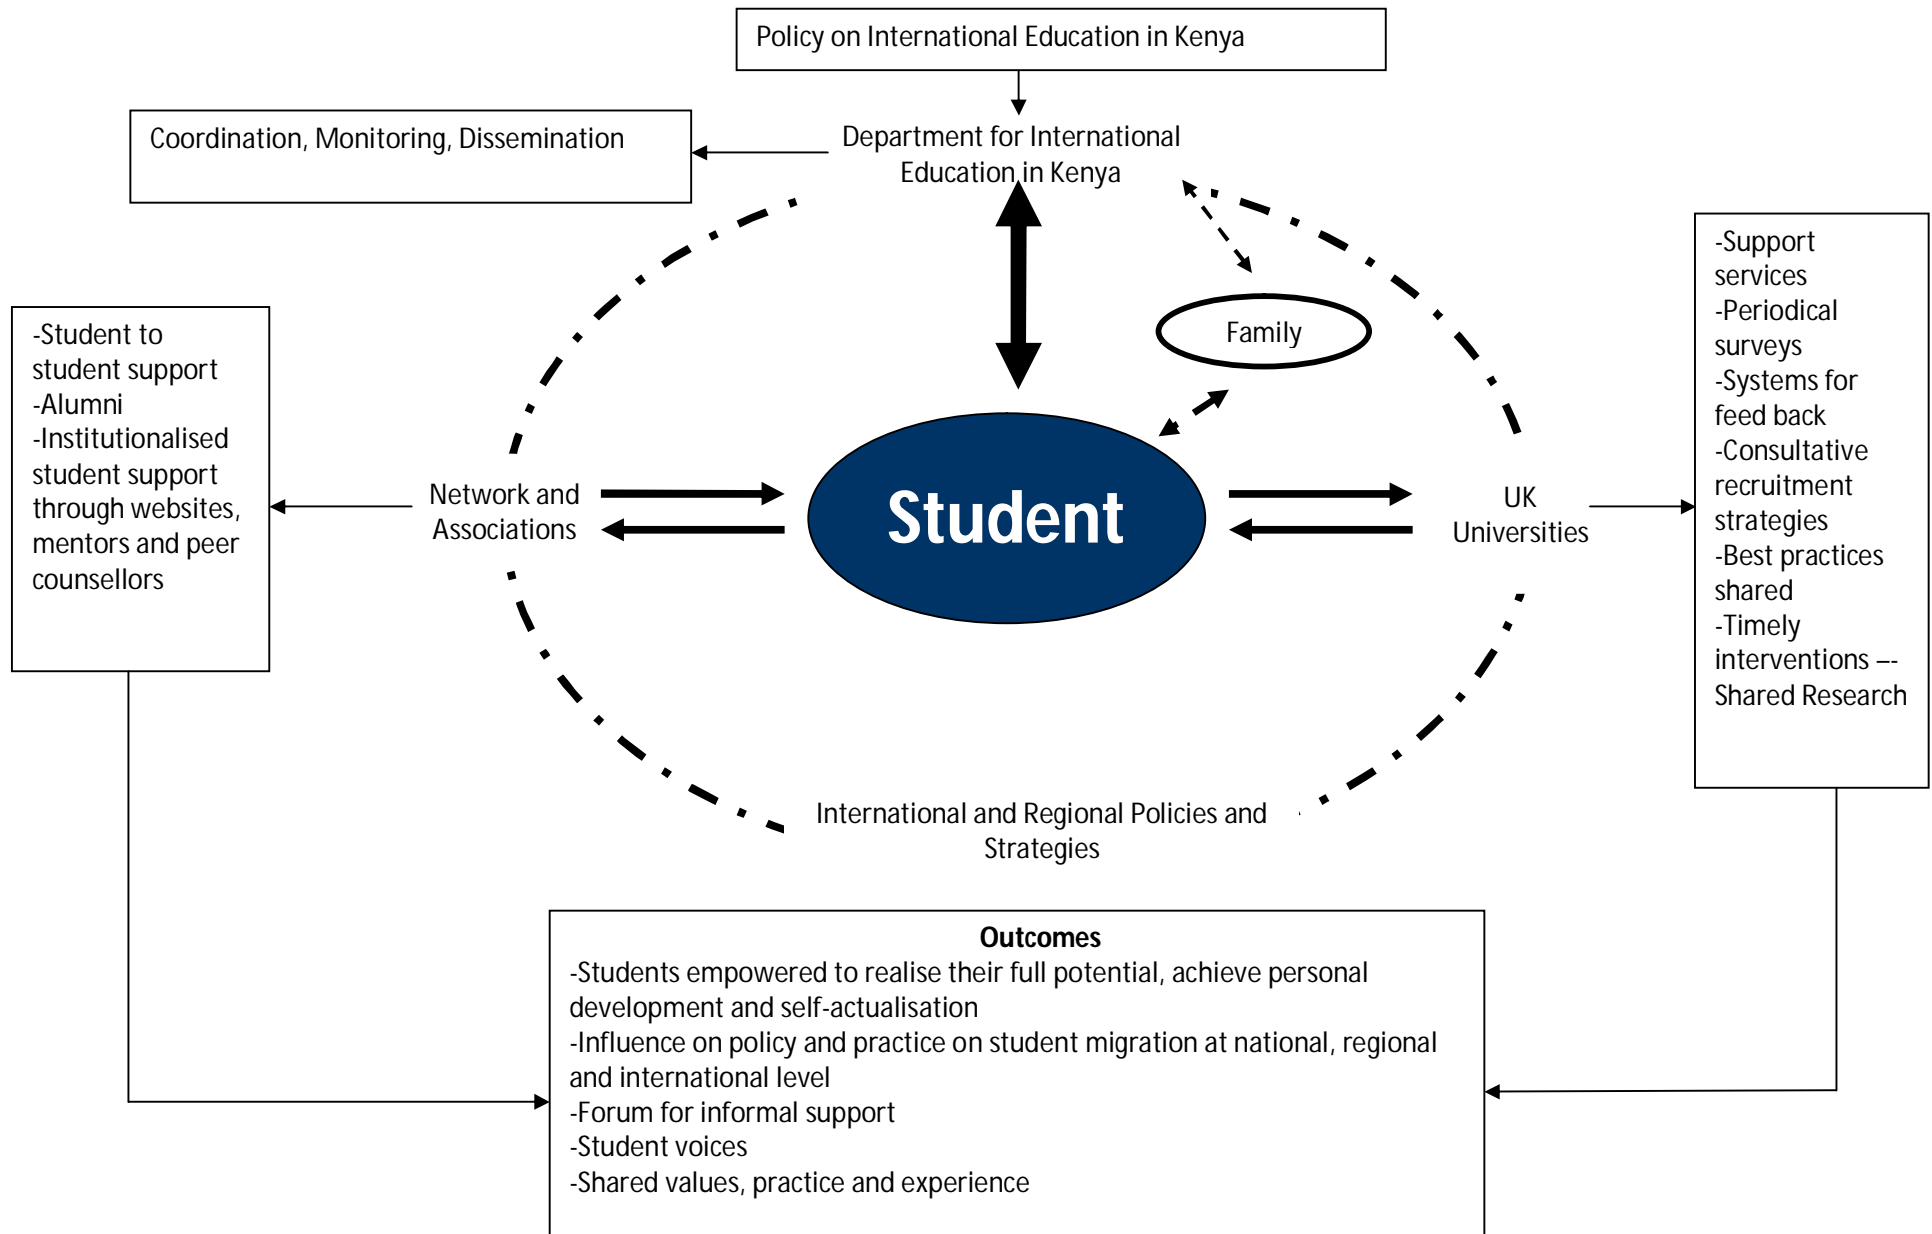 Policy on International Education in Kenya
Coordination, Monitoring, Dissemination
Department for International
Education in Kenya
-Support
services
-Periodical
surveys
-Systems for
feed back
-Consultative
recruitment
strategies
-Best practices
shared
-Timely
interventions –-
Shared Research
Family
-Student to
student support
-Alumni
-Institutionalised
student support
through websites,
mentors and peer
counsellors
Network and
Associations
Student
UK
Universities
International and Regional Policies and
Strategies
Outcomes
-Students empowered to realise their full potential, achieve personal
development and self-actualisation
-Influence on policy and practice on student migration at national, regional
and international level
-Forum for informal support
-Student voices
-Shared values, practice and experience